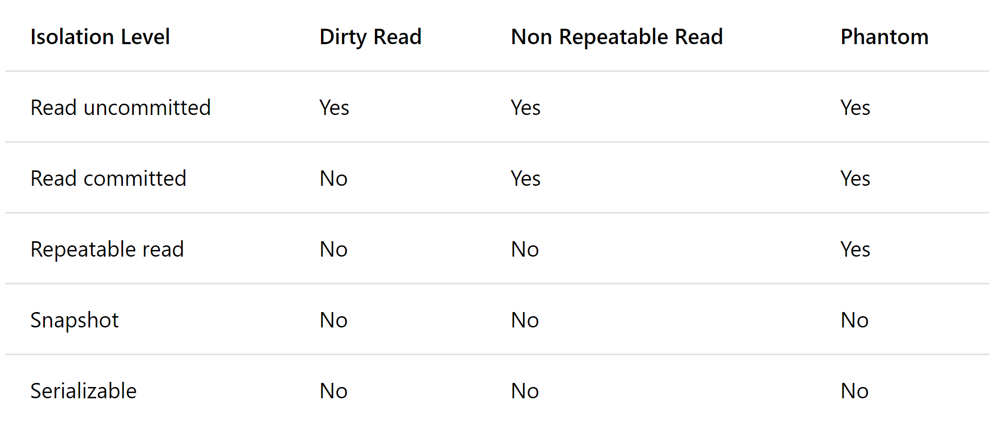 Isolation Level Dirty Read Non Repeatable Read Phantom
Read uncommitted Yes Yes Yes
Read committed No Yes Yes
Repeatable read No No Yes
Snapshot No No No
Serializable No No No